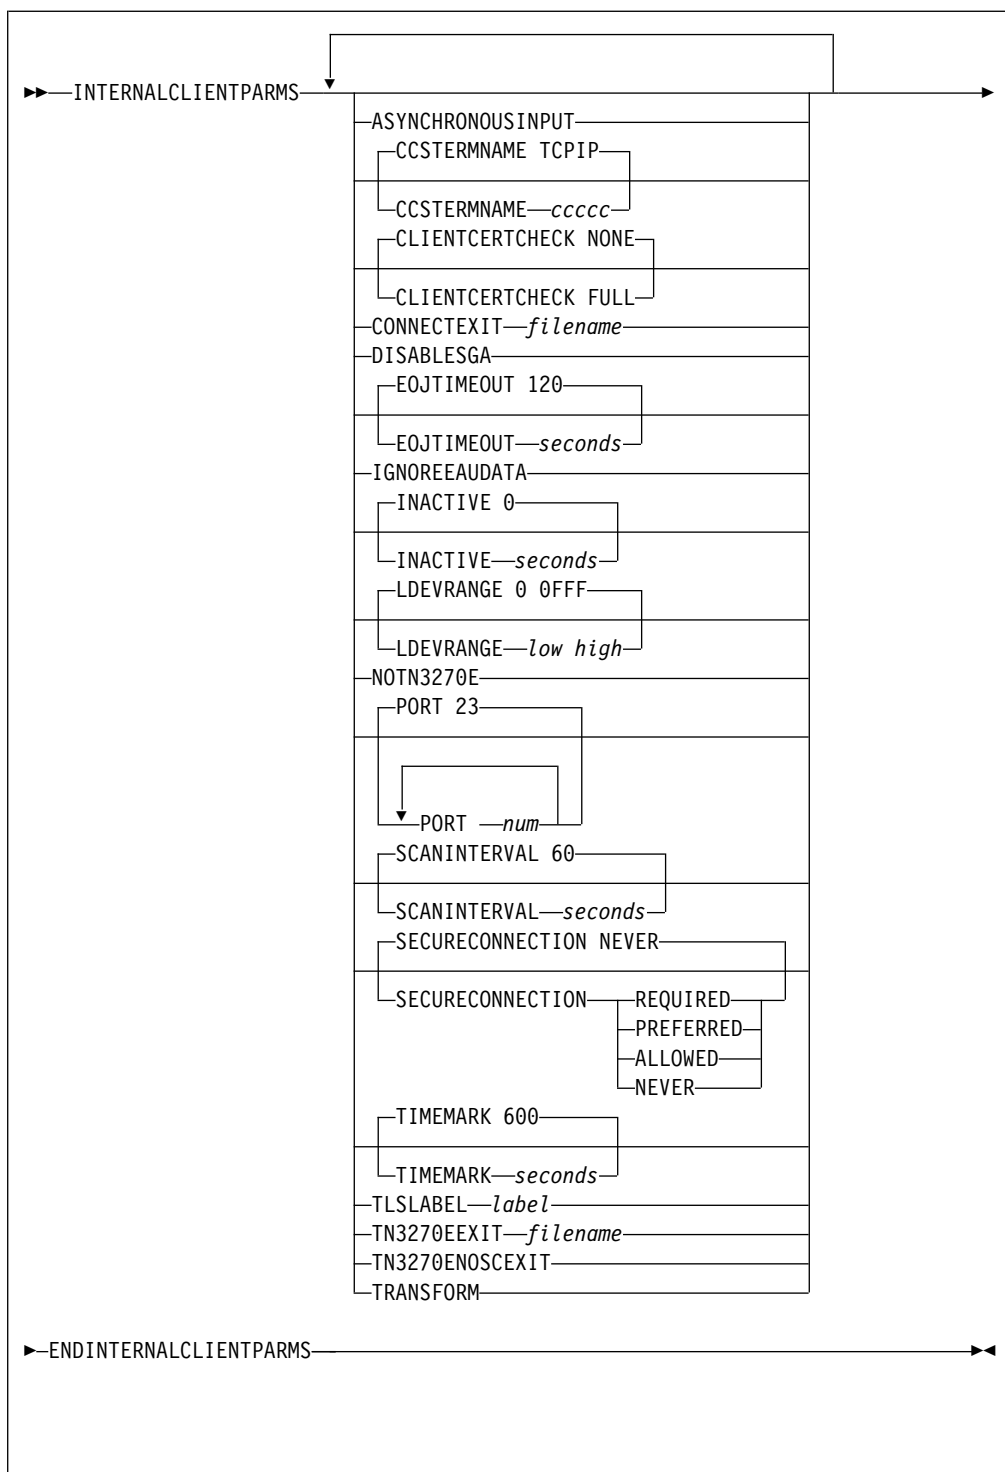 INTERNALCLIENTPARMS
ASYNCHRONOUSINPUT
CCSTERMNAME TCPIP
CCSTERMNAME ccccc
CLIENTCERTCHECK NONE
CLIENTCERTCHECK FULL
CONNECTEXIT filename
DISABLESGA
EOJTIMEOUT 120
EOJTIMEOUT seconds
IGNOREEAUDATA
INACTIVE 0
INACTIVE seconds
LDEVRANGE 0 0FFF
LDEVRANGE low high
NOTN3270E
PORT 23
PORT num
SCANINTERVAL 60
SCANINTERVAL seconds
SECURECONNECTION NEVER
SECURECONNECTION REQUIRED
PREFERRED
ALLOWED
NEVER
TIMEMARK 600
TIMEMARK seconds
TLSLABEL label
TN3270EEXIT filename
TN3270ENOSCEXIT
TRANSFORM
ENDINTERNALCLIENTPARMS